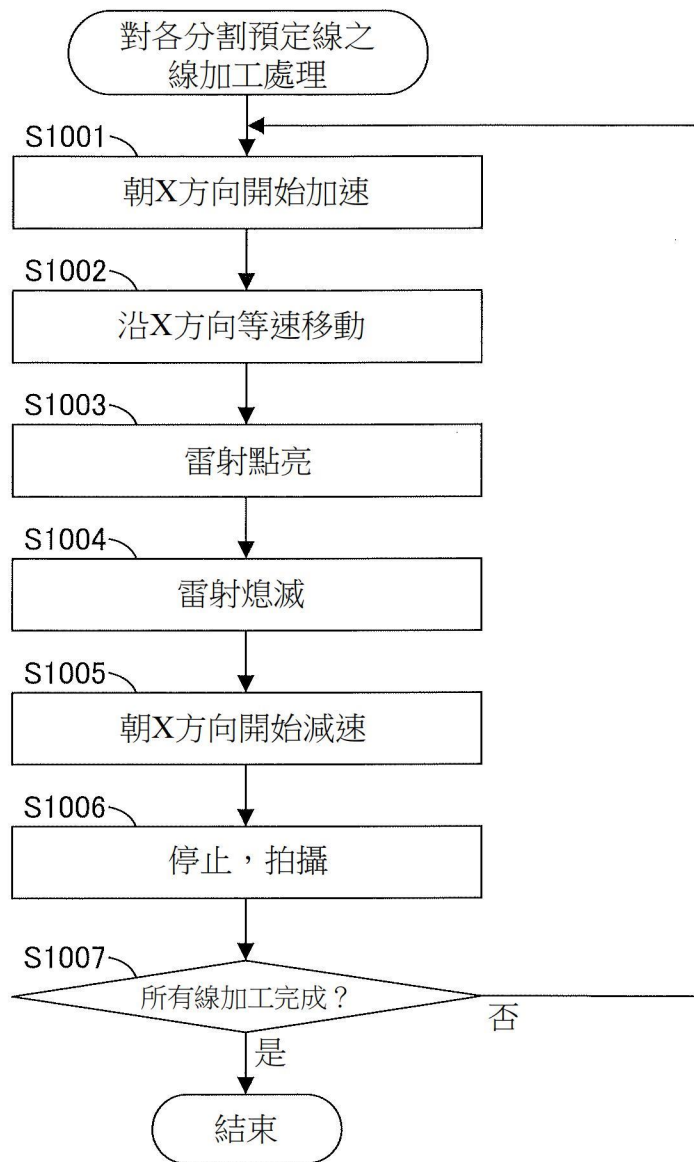 對各分割預定線之
線加工處理
S1001
朝X方向開始加速
S1002
沿X方向等速移動
S1003
雷射點亮
S1004
雷射熄滅
S1005
朝X方向開始減速
S1006
停止，拍攝
S1007
所有線加工完成？
否
是
結束